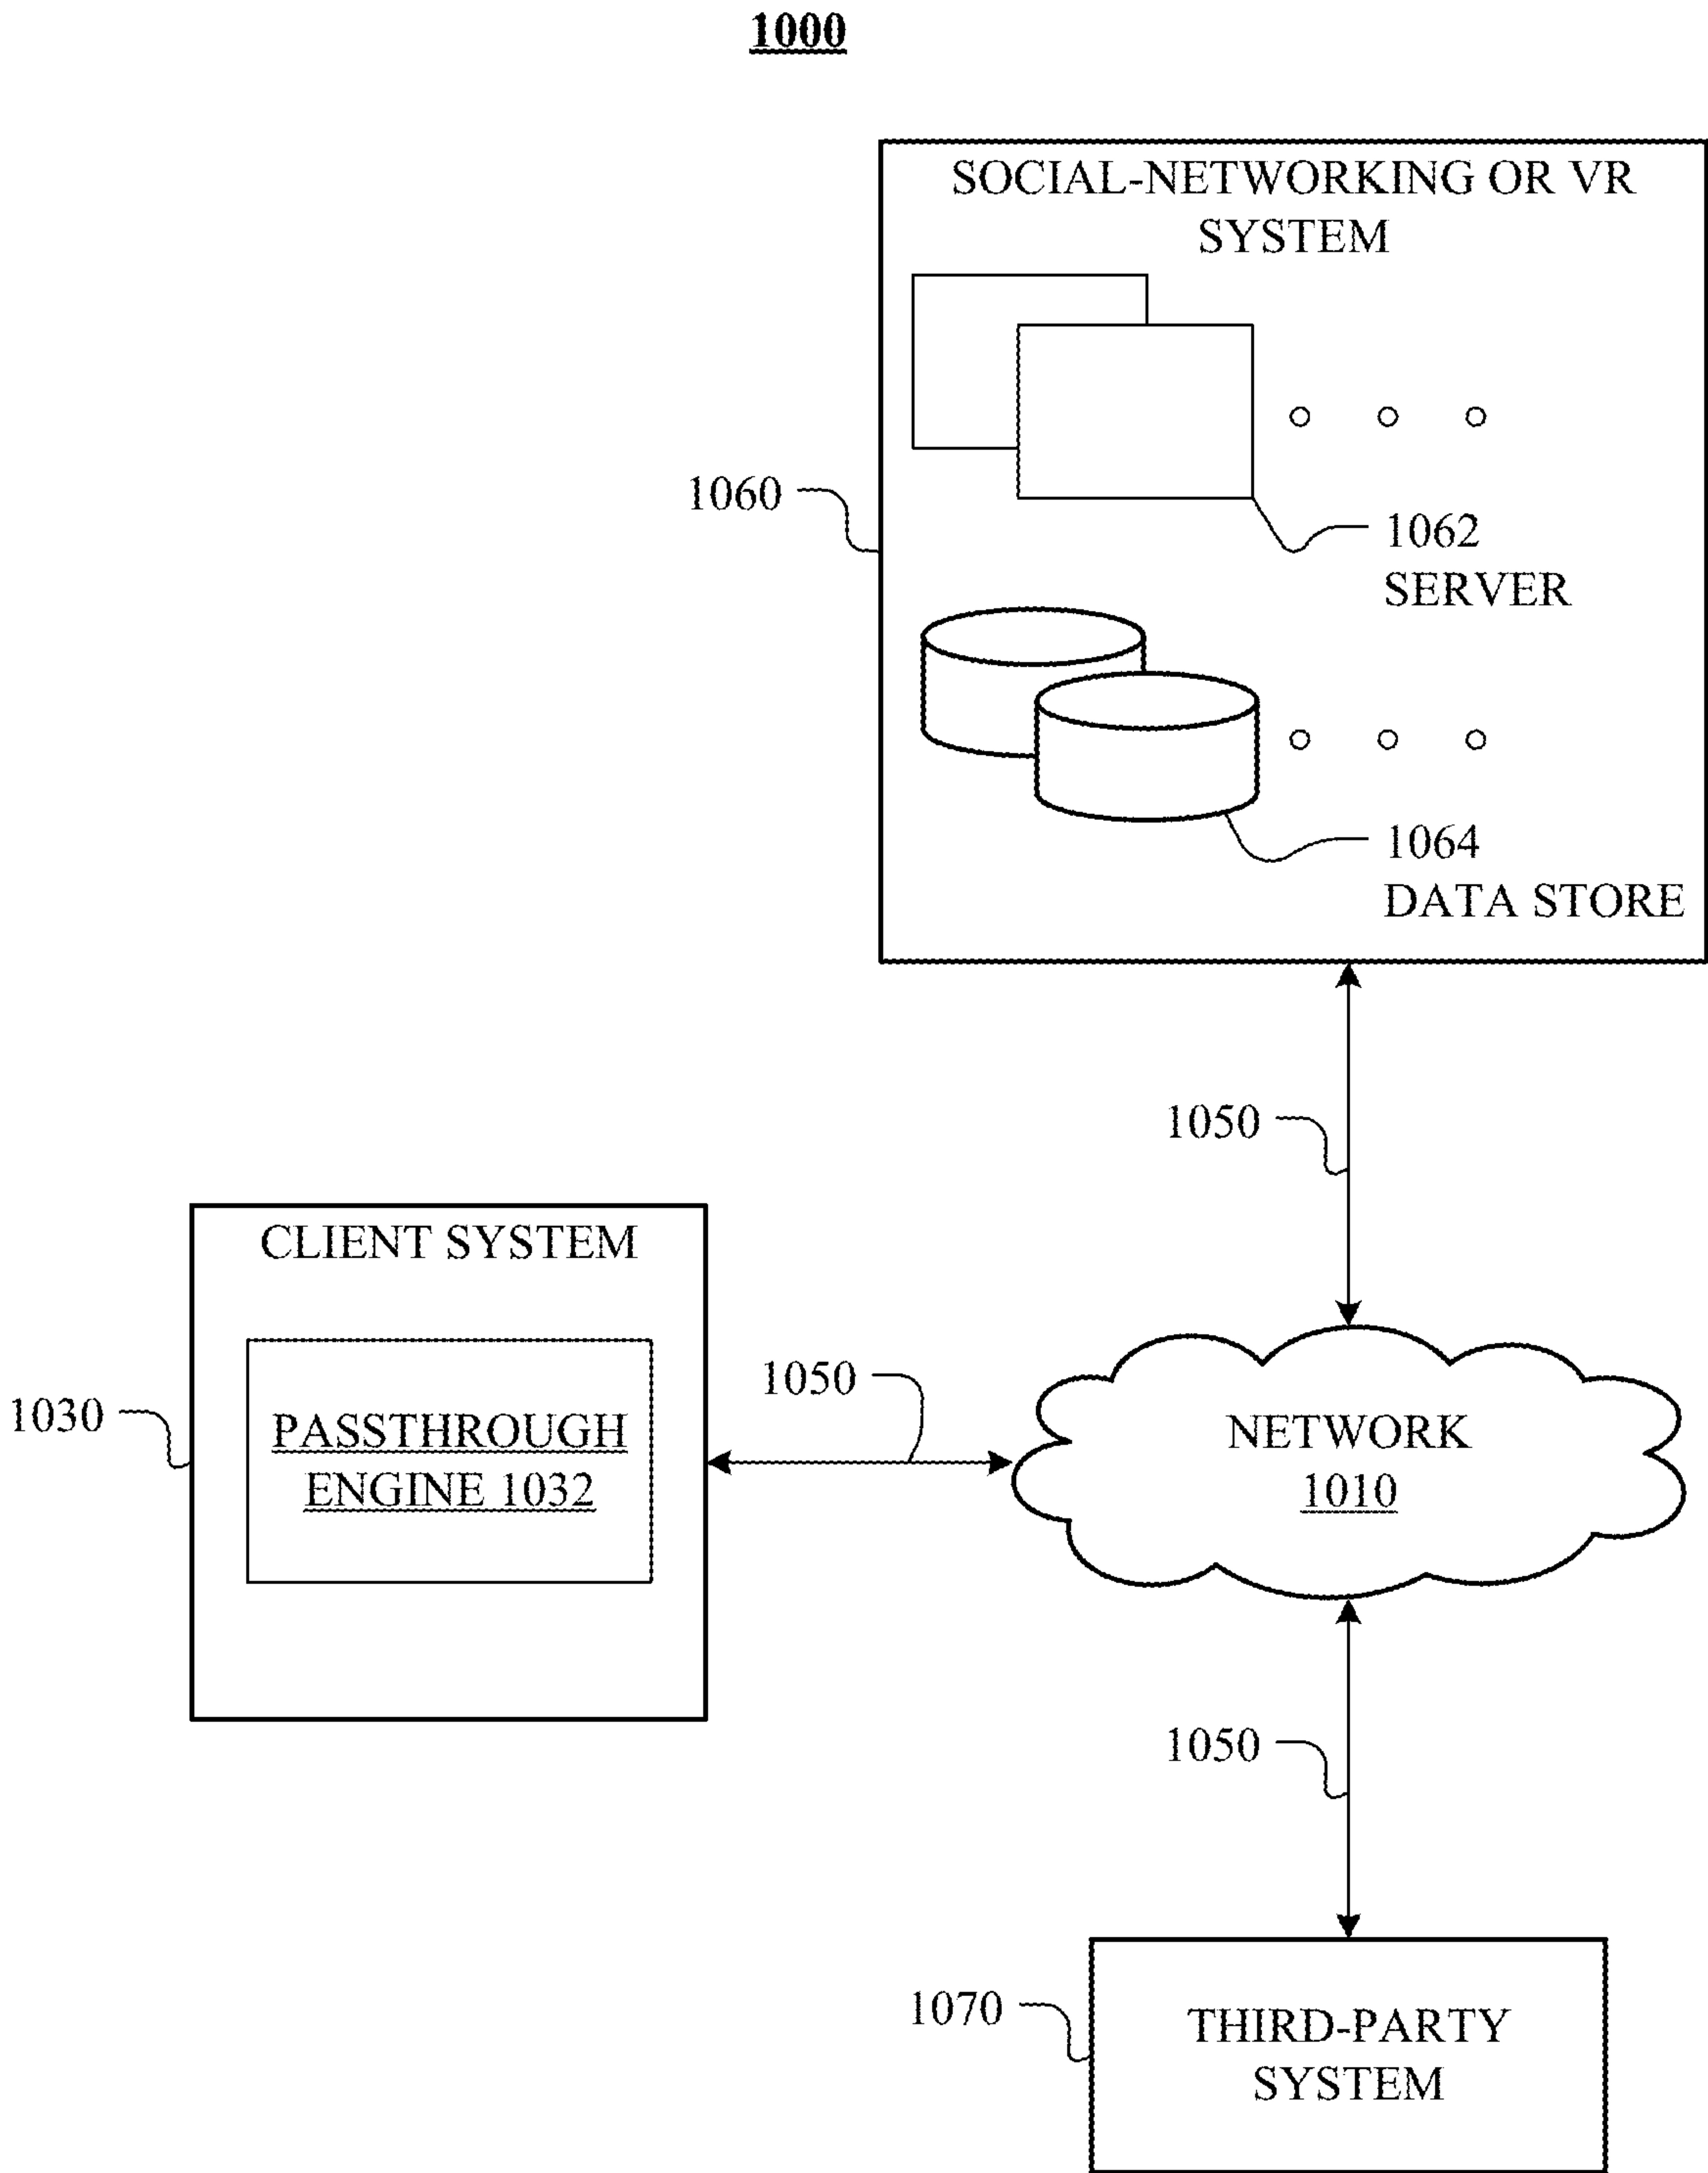 1000
SOCIAL-NETWORKING OR VR
SYSTEM
1060
1062
SERVER
1064
DATA STORE
1050
CLIENT SYSTEM
1030
PASSTHROUGH
ENGINE 1032
1050
NETWORK
1010
1050
1070
THIRD-PARTY
SYSTEM